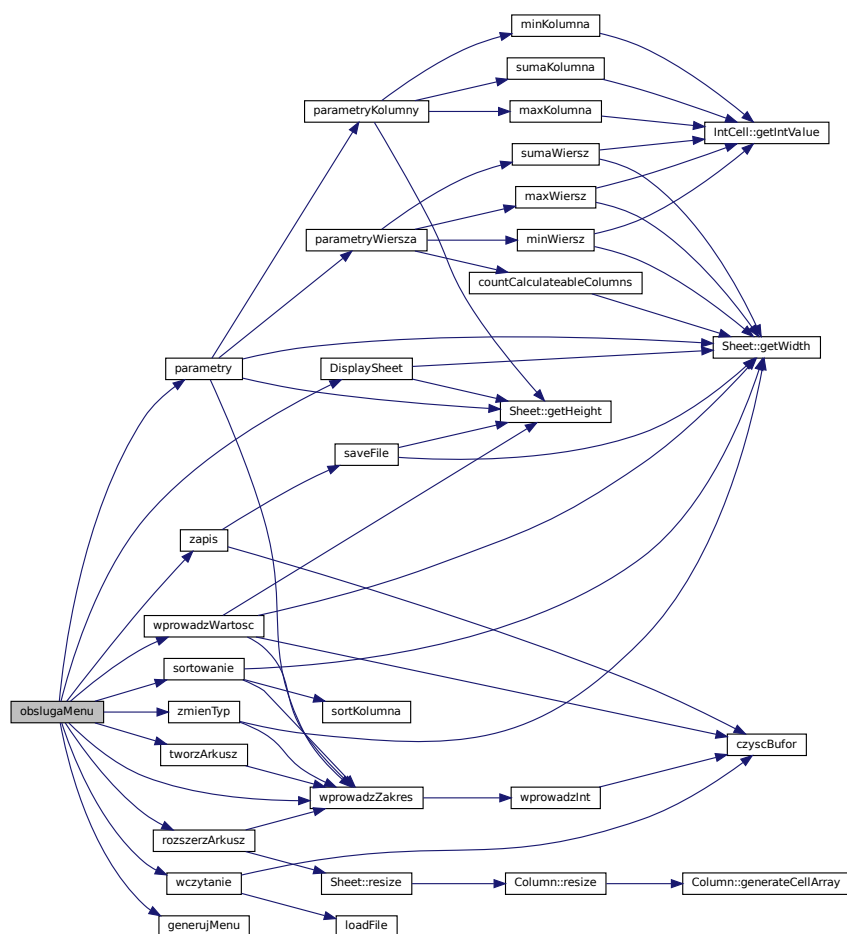 minKolumna
sumaKolumna
parametryKolumny
maxKolumna
IntCell::getIntValue
sumaWiersz
maxWiersz
parametryWiersza
minWiersz
countCalculateableColumns
Sheet::getWidth
parametry
DisplaySheet
Sheet::getHeight
saveFile
zapis
wprowadzWartosc
sortowanie
obslugaMenu
zmienTyp
sortKolumna
czyscBufor
tworzArkusz
wprowadzZakres
wprowadzInt
rozszerzArkusz
wczytanie
Sheet::resize
Column::resize
Column::generateCellArray
generujMenu
loadFile